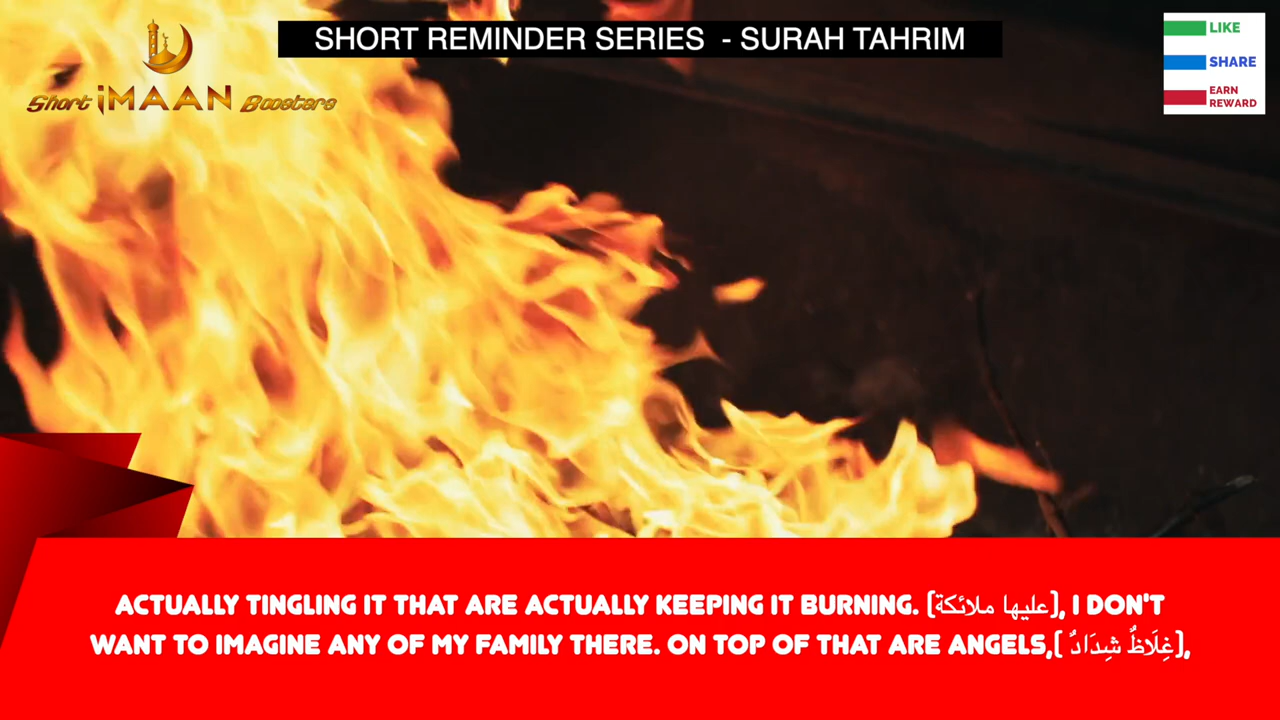 SHORT REMINDER SERIES - SURAH TAHRIM
Short iMAAN Boosters
LIKE
SHARE
EARN
REWARD
ACTUALLY TINGLING IT THAT ARE ACTUALLY KEEPING IT BURNING. (عليها ملائكة), I DON'T
WANT TO IMAGINE ANY OF MY FAMILY THERE. ON TOP OF THAT ARE ANGELS,( غِلَاظٌ شِدَادٌ),